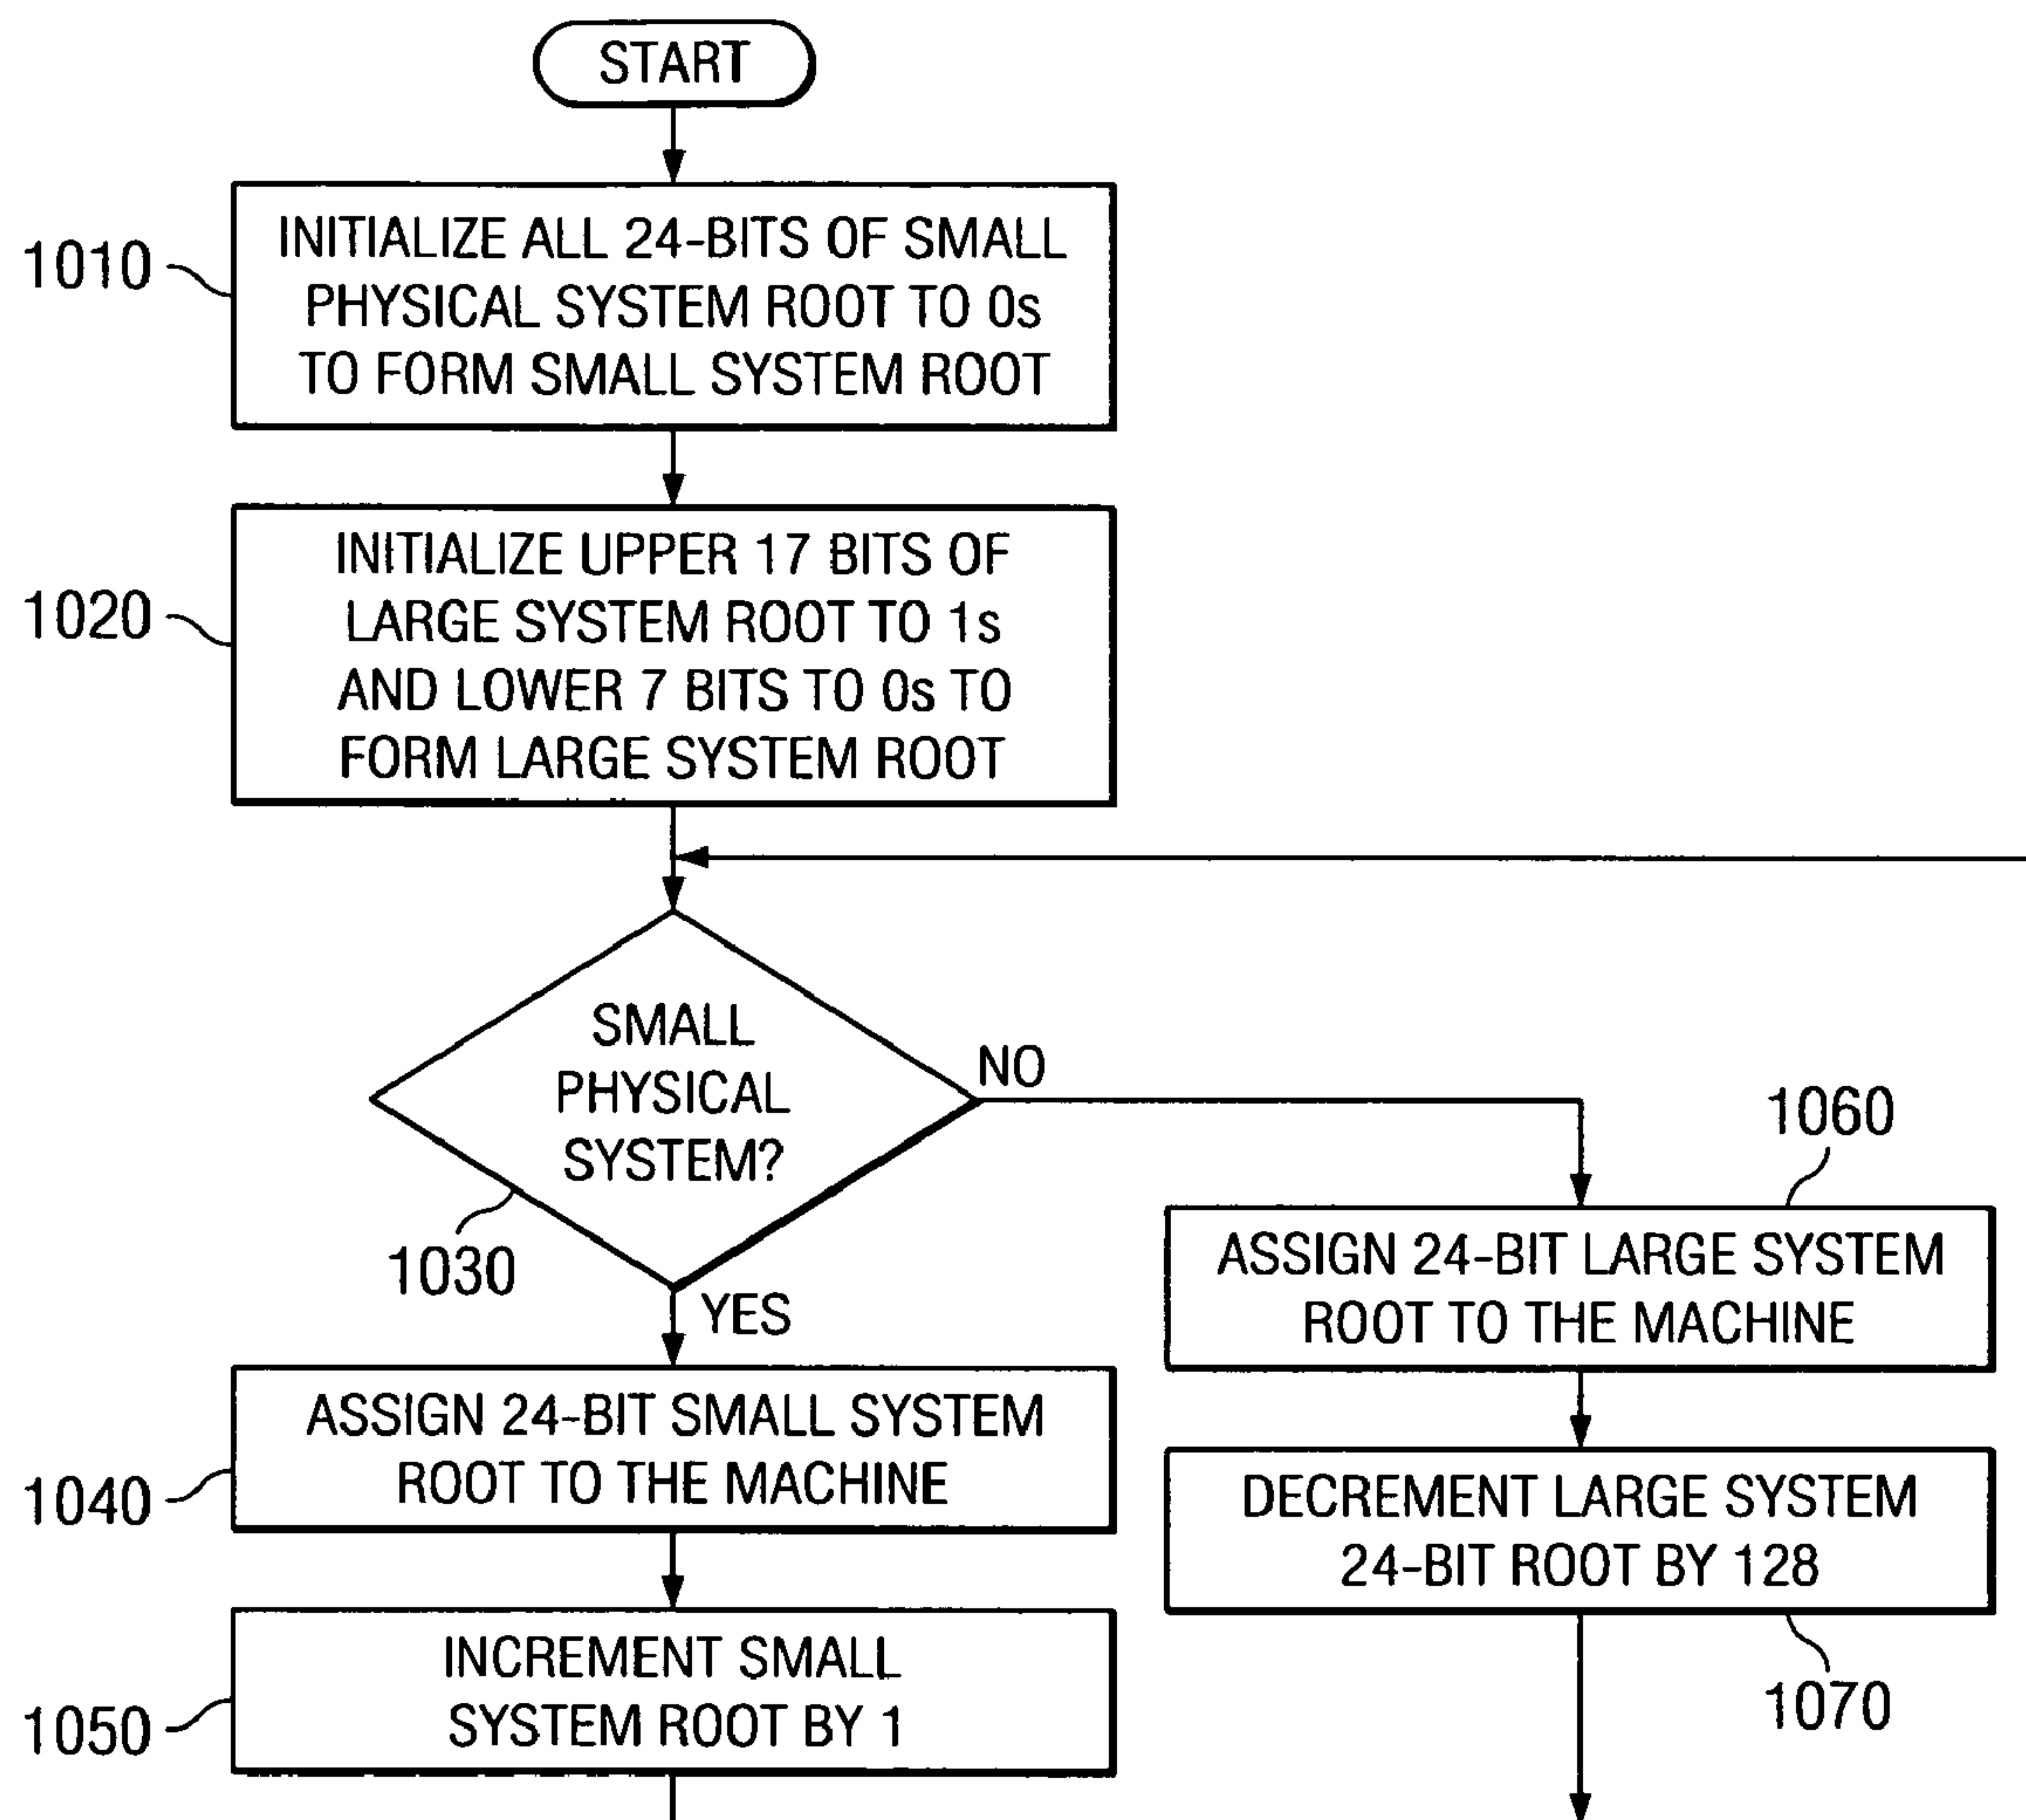 START
1010
INITIALIZE ALL 24-BITS OF SMALL
PHYSICAL SYSTEM ROOT TO 0s
TO FORM SMALL SYSTEM ROOT
1020
INITIALIZE UPPER 17 BITS OF
LARGE SYSTEM ROOT TO 1s
AND LOWER 7 BITS TO 0s TO
FORM LARGE SYSTEM ROOT
SMALL
PHYSICAL
SYSTEM?
NO
1030
YES
1060
ASSIGN 24-BIT LARGE SYSTEM
ROOT TO THE MACHINE
1040
ASSIGN 24-BIT SMALL SYSTEM
ROOT TO THE MACHINE
DECREMENT LARGE SYSTEM
24-BIT ROOT BY 128
1070
1050
INCREMENT SMALL
SYSTEM ROOT BY 1